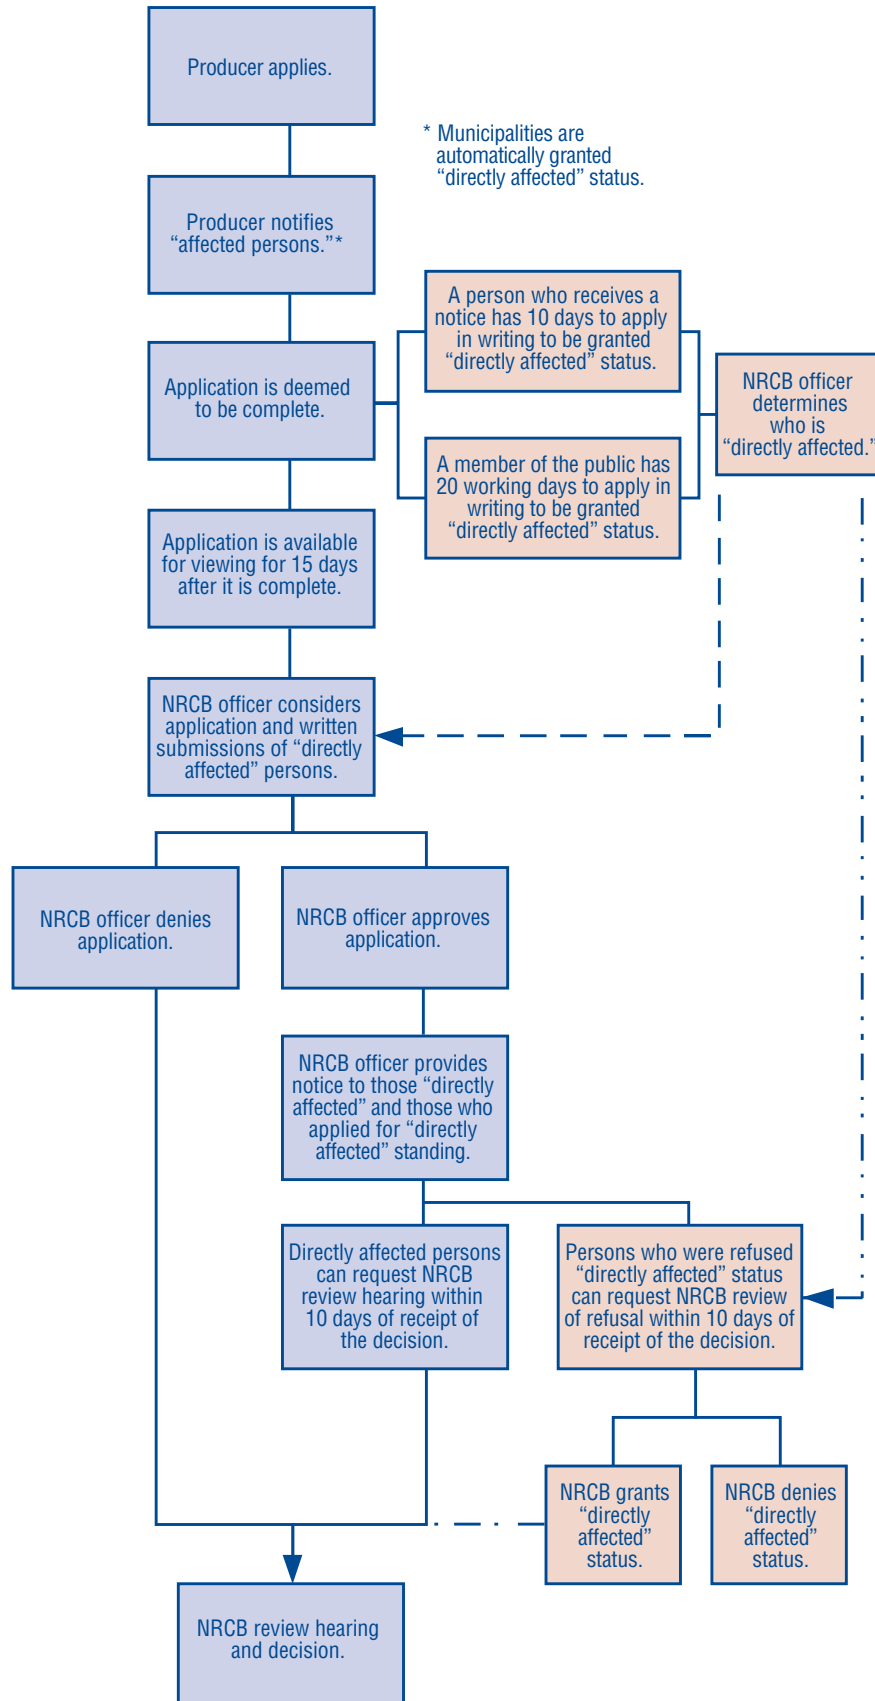 Producer applies.
* Municipalities are
automatically granted
“directly affected” status.
Producer notifies
“affected persons.”*
A person who receives a
notice has 10 days to apply
in writing to be granted
“directly affected” status.
NRCB officer
determines
who is
“directly affected.”
Application is deemed
to be complete.
A member of the public has
20 working days to apply in
writing to be granted
“directly affected” status.
Application is available
for viewing for 15 days
after it is complete.
NRCB officer considers
application and written
submissions of “directly
affected” persons.
NRCB officer denies
application.
NRCB officer approves
application.
NRCB officer provides
notice to those “directly
affected” and those who
applied for “directly
affected” standing.
Directly affected persons
can request NRCB
review hearing within
10 days of receipt of
the decision.
Persons who were refused
“directly affected” status
can request NRCB review
of refusal within 10 days of
receipt of the decision.
NRCB grants
“directly
affected”
status.
NRCB denies
“directly
affected”
status.
NRCB review hearing
and decision.